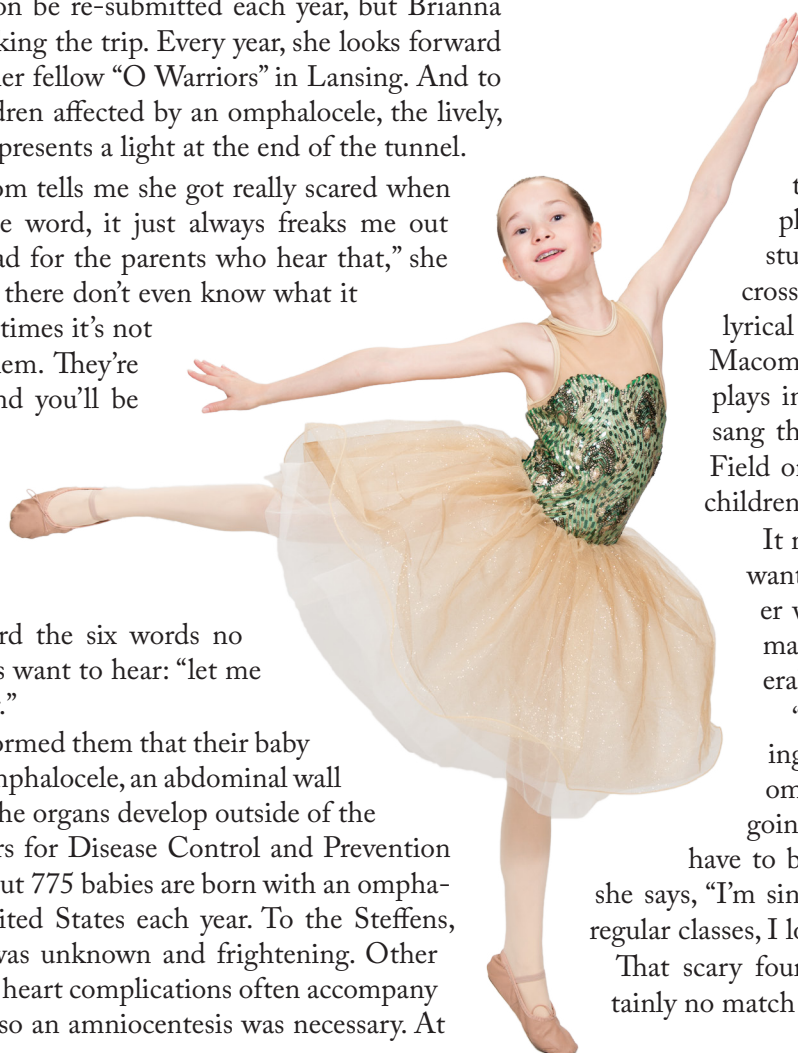 on be re-submitted each year, but Brianna
king the trip. Every year, she looks forward
er fellow “O Warriors” in Lansing. And to
dren affected by an omphalocele, the lively,
presents a light at the end of the tunnel.
om tells me she got really scared when
e word, it just always freaks me out
ad for the parents who hear that,” she
there don’t even know what it
times it’s not
em. They’re
nd you’ll be
rd the six words no
s want to hear: “let me
.”
ormed them that their baby
mphalocele, an abdominal wall
he organs develop outside of the
rs for Disease Control and Prevention
ut 775 babies are born with an ompha-
ited States each year. To the Steffens,
was unknown and frightening. Other
heart complications often accompany
so an amniocentesis was necessary. At
t
pl
stu
cross
lyrical
Macom
plays in
sang th
Field o
children
It r
want
er v
ma
era
“
ing
om
goin
have to b
she says, “I’m sin
regular classes, I lo
That scary four
tainly no match